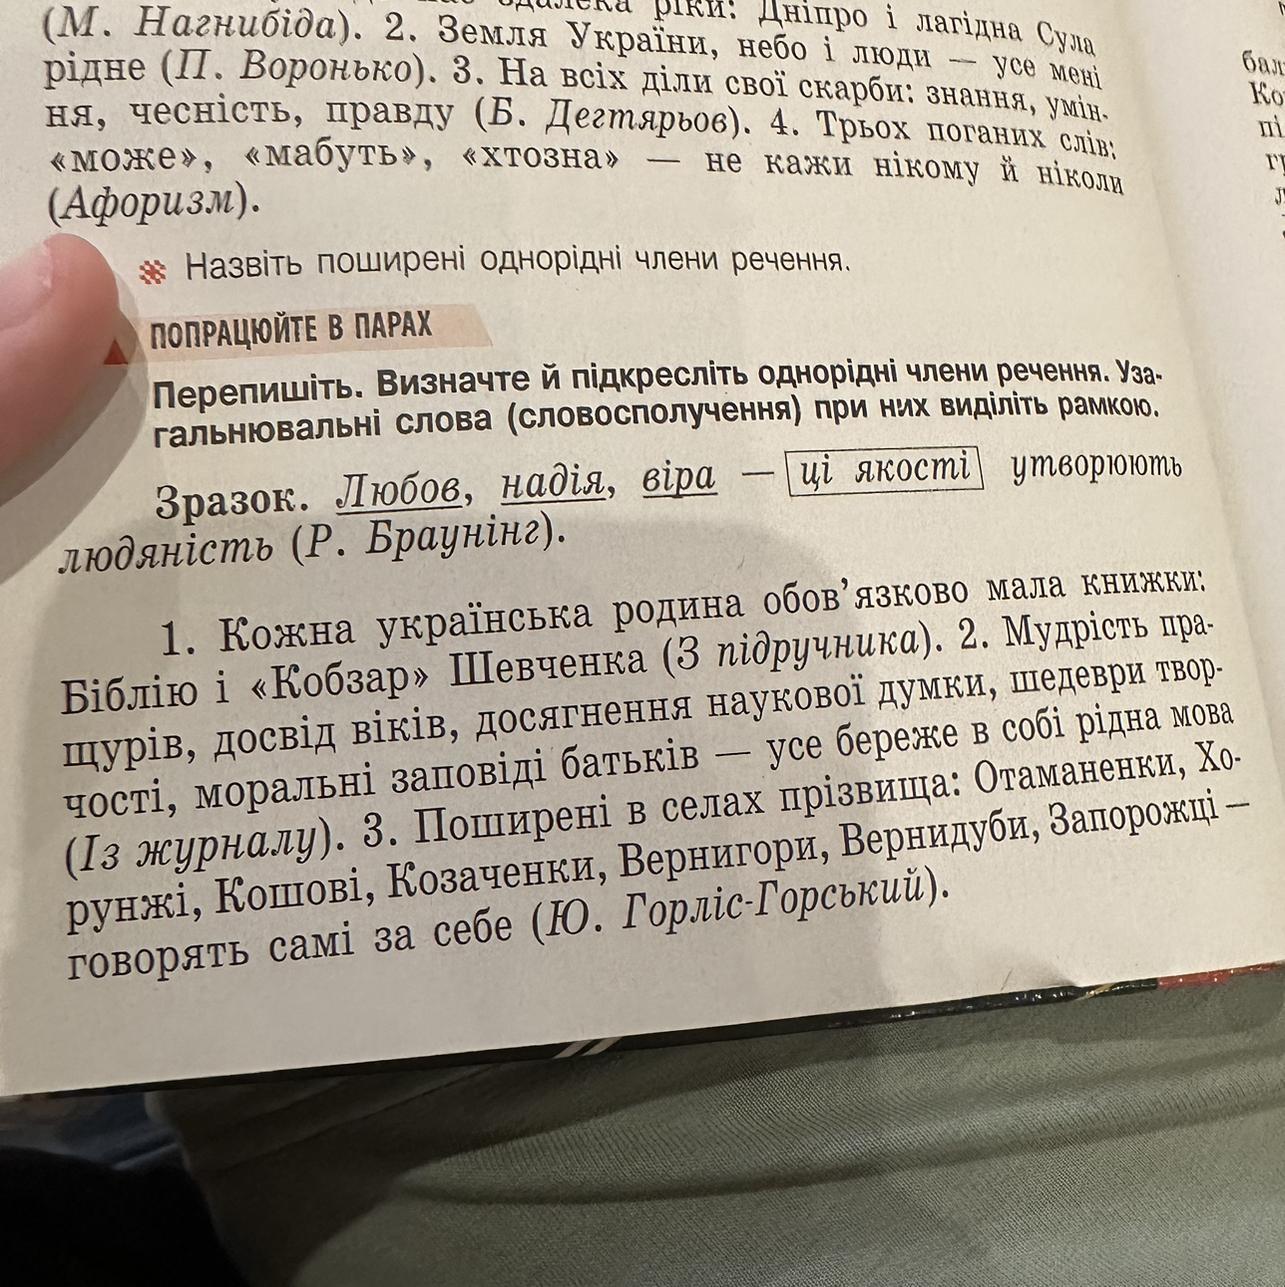 ріки: Дніпро і лагідна Сула
(М. Нагнибіда). 2. Земля України, небо і люди — усе мені
рідне (П. Воронько). 3. На всіх діли свої скарби: знання, умін-
ня, чесність, правду (Б. Дегтярьов). 4. Трьох поганих слів:
«може», «мабуть», «хтозна» — не кажи нікому й ніколи
(Афоризм).
Назвіть поширені однорідні члени речення.
ПОПРАЦЮЙТЕ В ПАРАХ
Перепишіть. Визначте й підкресліть однорідні члени речення. Уза-
гальнювальні слова (словосполучення) при них виділіть рамкою.
Зразок. Любов, надія, віра — ці якості утворюють
людяність (Р. Браунінг).
1. Кожна українська родина обов’язково мала книжки:
Біблію і «Кобзар» Шевченка (З підручника). 2. Мудрість пра-
щурів, досвід віків, досягнення наукової думки, шедеври твор-
чості, моральні заповіді батьків — усе береже в собі рідна мова
(Із журналу). 3. Поширені в селах прізвища: Отаманенки, Хо-
рунжі, Кошові, Козаченки, Вернигори, Вернидуби, Запорожці —
говорять самі за себе (Ю. Горліс-Горський).